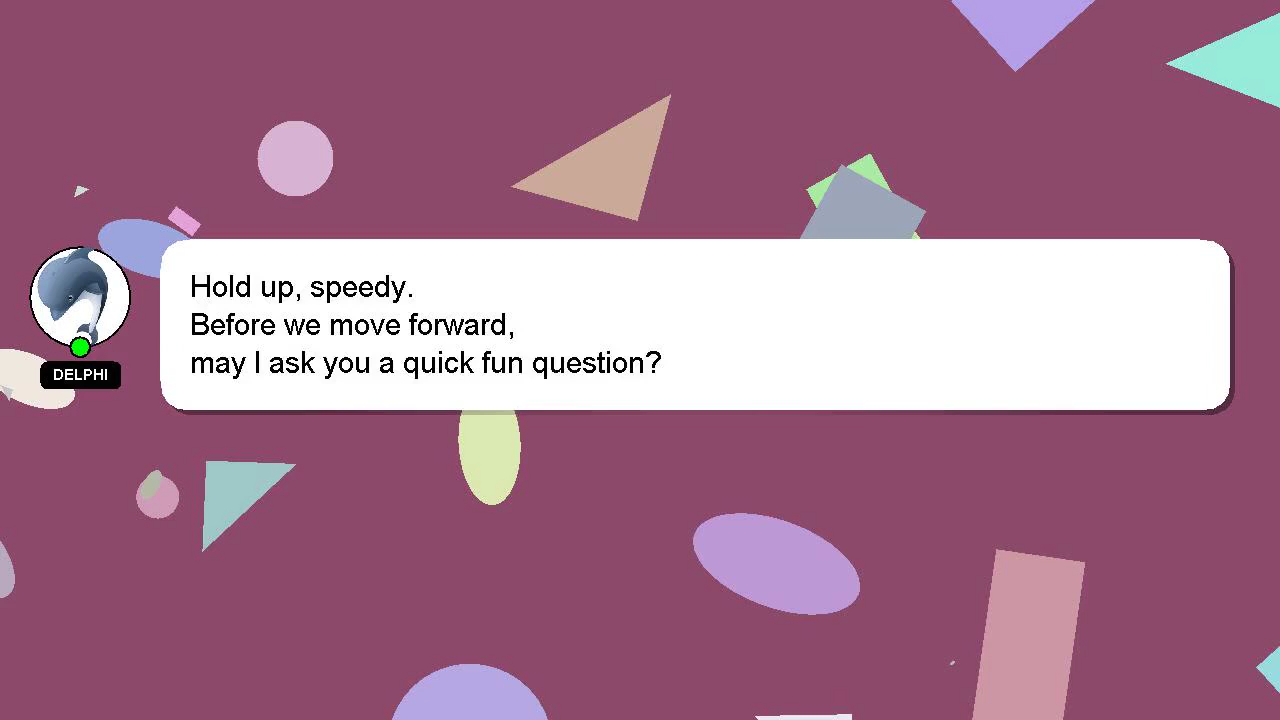 Hold up, speedy.
Before we move forward,
may I ask you a quick fun question?
DELPHI